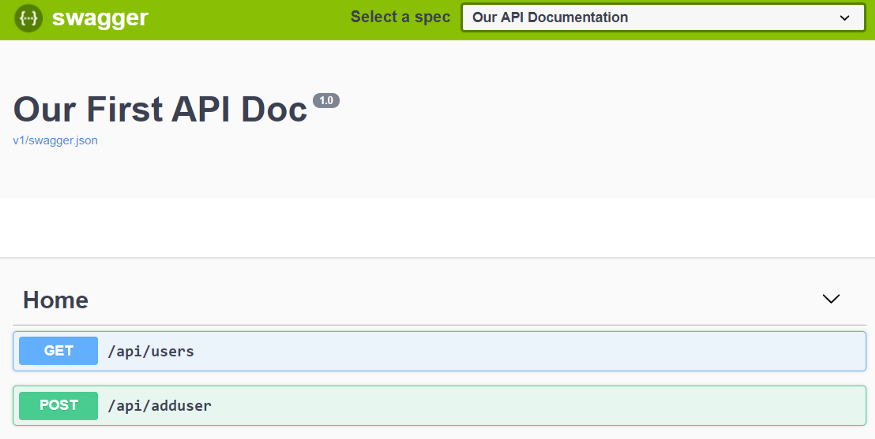 {··} swagger
Select a spec Our API Documentation
Our First API Doc 1.0
v1/swagger.json
Home
GET /api/users
POST /api/adduser